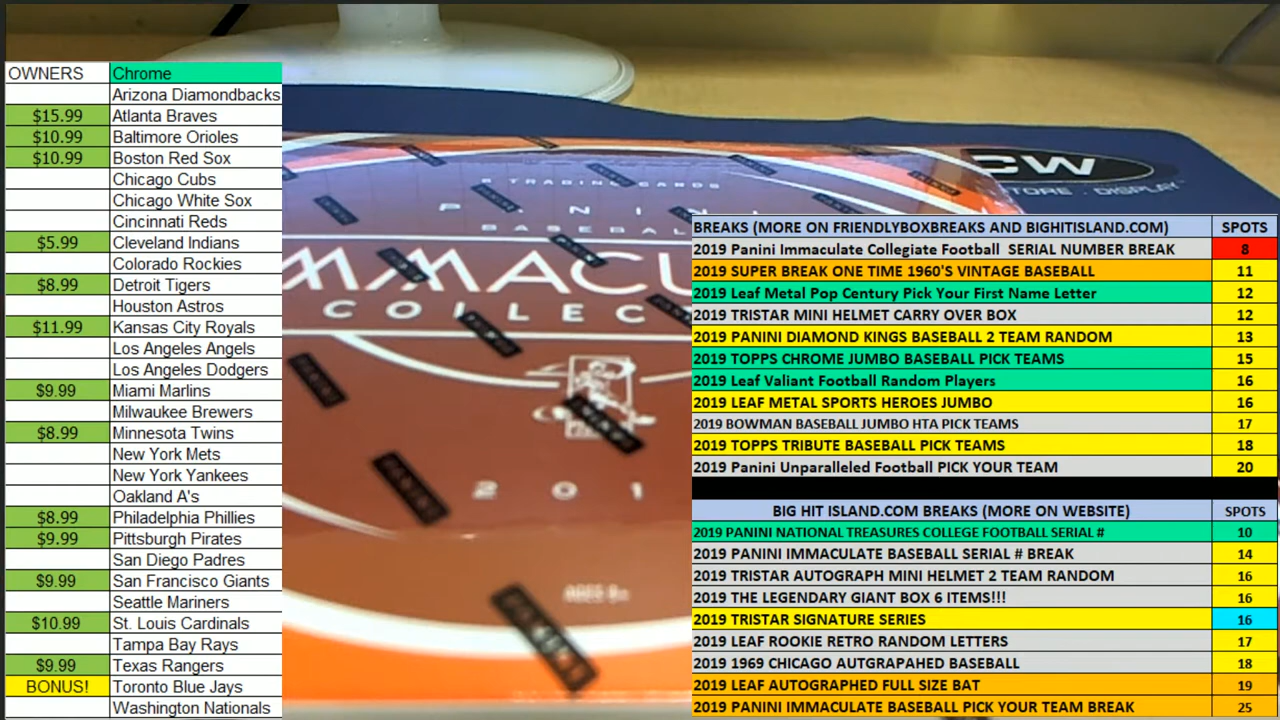 OWNERS Chrome
Arizona Diamondbacks
$15.99 Atlanta Braves
$10.99 Baltimore Orioles
$10.99 Boston Red Sox
Chicago Cubs
Chicago White Sox
Cincinnati Reds
$5.99 Cleveland Indians
Colorado Rockies
$8.99 Detroit Tigers
Houston Astros
$11.99 Kansas City Royals
Los Angeles Angels
Los Angeles Dodgers
$9.99 Miami Marlins
Milwaukee Brewers
$8.99 Minnesota Twins
New York Mets
New York Yankees
Oakland A's
$8.99 Philadelphia Phillies
$9.99 Pittsburgh Pirates
San Diego Padres
$9.99 San Francisco Giants
Seattle Mariners
$10.99 St. Louis Cardinals
Tampa Bay Rays
$9.99 Texas Rangers
BONUS! Toronto Blue Jays
Washington Nationals
CW
STORE DISPLAY
TRADING CARDS
PANINI
BASEBALL
IMMACU
COLLEC
201
BREAKS (MORE ON FRIENDLYBOXBREAKS AND BIGHITISLAND.COM) SPOTS
2019 Panini Immaculate Collegiate Football SERIAL NUMBER BREAK 8
2019 SUPER BREAK ONE TIME 1960'S VINTAGE BASEBALL 11
2019 Leaf Metal Pop Century Pick Your First Name Letter 12
2019 TRISTAR MINI HELMET CARRY OVER BOX 12
2019 PANINI DIAMOND KINGS BASEBALL 2 TEAM RANDOM 13
2019 TOPPS CHROME JUMBO BASEBALL PICK TEAMS 15
2019 Leaf Valiant Football Random Players 16
2019 LEAF METAL SPORTS HEROES JUMBO 16
2019 BOWMAN BASEBALL JUMBO HTA PICK TEAMS 17
2019 TOPPS TRIBUTE BASEBALL PICK TEAMS 18
2019 Panini Unparalleled Football PICK YOUR TEAM 20
BIG HIT ISLAND.COM BREAKS (MORE ON WEBSITE) SPOTS
2019 PANINI NATIONAL TREASURES COLLEGE FOOTBALL SERIAL # 10
2019 PANINI IMMACULATE BASEBALL SERIAL # BREAK 14
2019 TRISTAR AUTOGRAPH MINI HELMET 2 TEAM RANDOM 16
2019 THE LEGENDARY GIANT BOX 6 ITEMS!!! 16
2019 TRISTAR SIGNATURE SERIES 16
2019 LEAF ROOKIE RETRO RANDOM LETTERS 17
2019 1969 CHICAGO AUTGRAPAHED BASEBALL 18
2019 LEAF AUTOGRAPHED FULL SIZE BAT 19
2019 PANINI IMMACULATE BASEBALL PICK YOUR TEAM BREAK 25